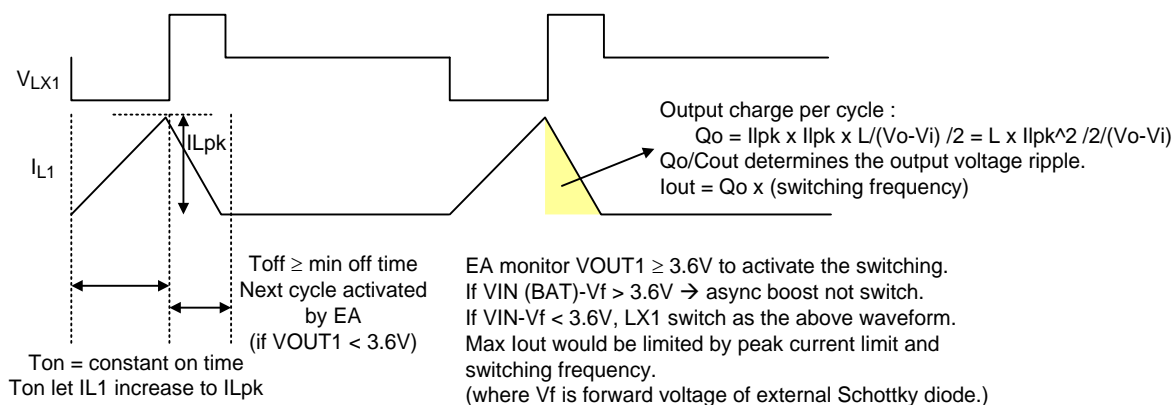 VLX1
IL1
ILpk
Output charge per cycle :
Qo = Ilpk x Ilpk x L/(Vo-Vi) /2 = L x Ilpk^2 /2/(Vo-Vi)
Qo/Cout determines the output voltage ripple.
Iout = Qo x (switching frequency)
Toff ≥ min off time
Next cycle activated
by EA
(if VOUT1 < 3.6V)
Ton = constant on time
Ton let IL1 increase to ILpk
EA monitor VOUT1 ≥ 3.6V to activate the switching.
If VIN (BAT)-Vf > 3.6V → async boost not switch.
If VIN-Vf < 3.6V, LX1 switch as the above waveform.
Max Iout would be limited by peak current limit and
switching frequency.
(where Vf is forward voltage of external Schottky diode.)